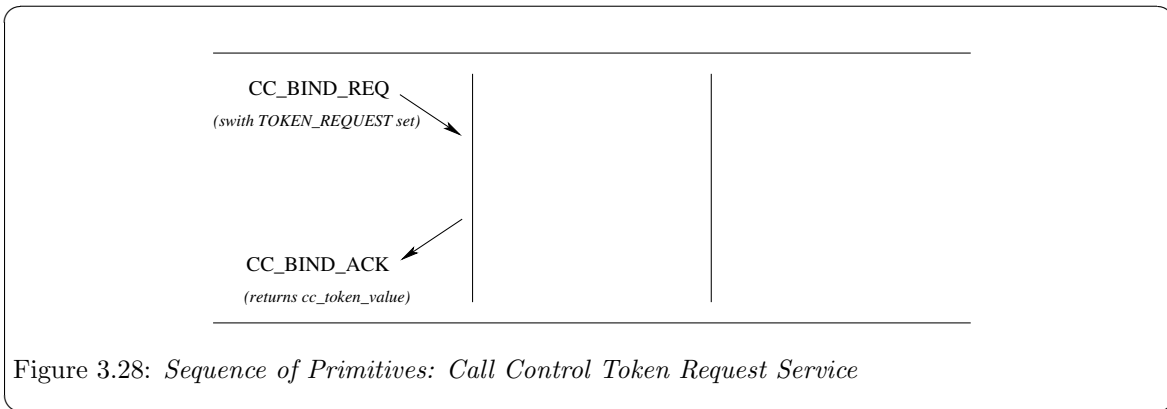 CC_BIND_REQ
(swith TOKEN_REQUEST set)
CC_BIND_ACK
(returns cc_token_value)
Figure 3.28: Sequence of Primitives: Call Control Token Request Service